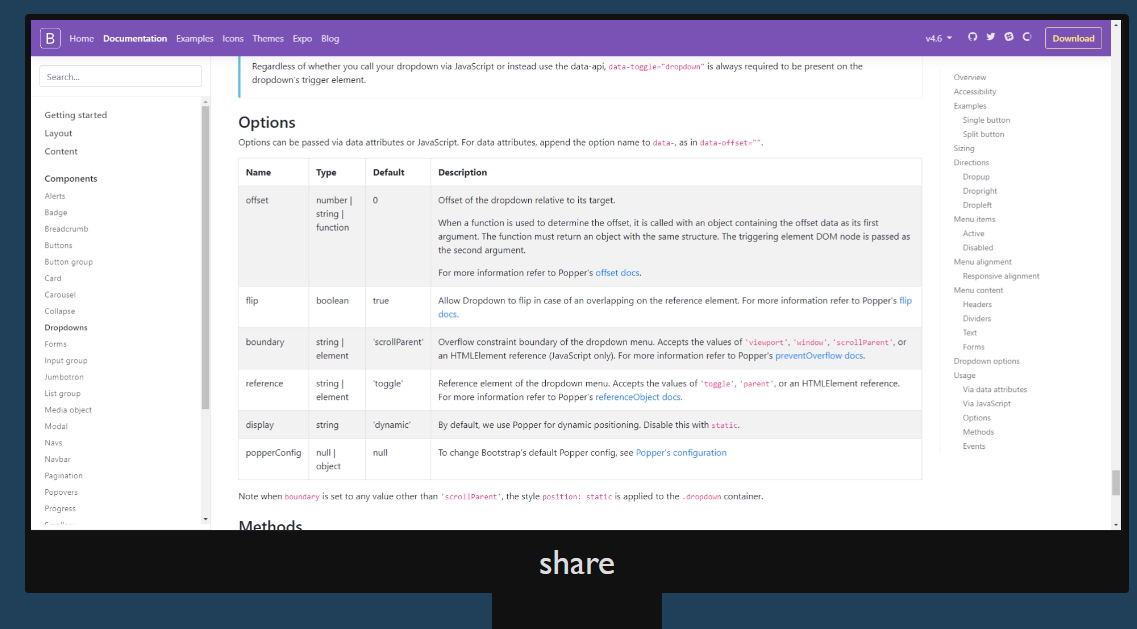 B Home Documentation Examples Icons Themes Expo Blog v4.6 Download
Search...
Getting started
Layout
Content
Components
Alerts
Badge
Breadcrumb
Buttons
Button group
Card
Carousel
Collapse
Dropdowns
Forms
Input group
Jumbotron
List group
Media object
Modal
Navs
Navbar
Pagination
Popovers
Progress
Regardless of whether you call your dropdown via JavaScript or instead use the data-api, data-toggle="dropdown" is always required to be present on the
dropdown's trigger element.
Options
Options can be passed via data attributes or JavaScript. For data attributes, append the option name to data-, as in data-offset="".
Name Type Default Description
offset number | 0 Offset of the dropdown relative to its target.
string |
function
When a function is used to determine the offset, it is called with an object containing the offset data as its first
argument. The function must return an object with the same structure. The triggering element DOM node is passed as
the second argument.
For more information refer to Popper's offset docs.
flip boolean true Allow Dropdown to flip in case of an overlapping on the reference element. For more information refer to Popper's flip
docs.
boundary string | 'scrollParent' Overflow constraint boundary of the dropdown menu. Accepts the values of 'viewport', 'window', 'scrollParent', or
element an HTMLElement reference (JavaScript only). For more information refer to Popper's preventOverflow docs.
reference string | 'toggle' Reference element of the dropdown menu. Accepts the values of 'toggle', 'parent', or an HTMLElement reference.
element For more information refer to Popper's referenceObject docs.
display string 'dynamic' By default, we use Popper for dynamic positioning. Disable this with static.
popperConfig null | null To change Bootstrap's default Popper config, see Popper's configuration
object
Note when boundary is set to any value other than 'scrollParent', the style position: static is applied to the .dropdown container.
Methods
Overview
Accessibility
Examples
Single button
Split button
Sizing
Directions
Dropup
Dropright
Dropleft
Menu items
Active
Disabled
Menu alignment
Responsive alignment
Menu content
Headers
Dividers
Text
Forms
Dropdown options
Usage
Via data attributes
Via JavaScript
Options
Methods
Events
share